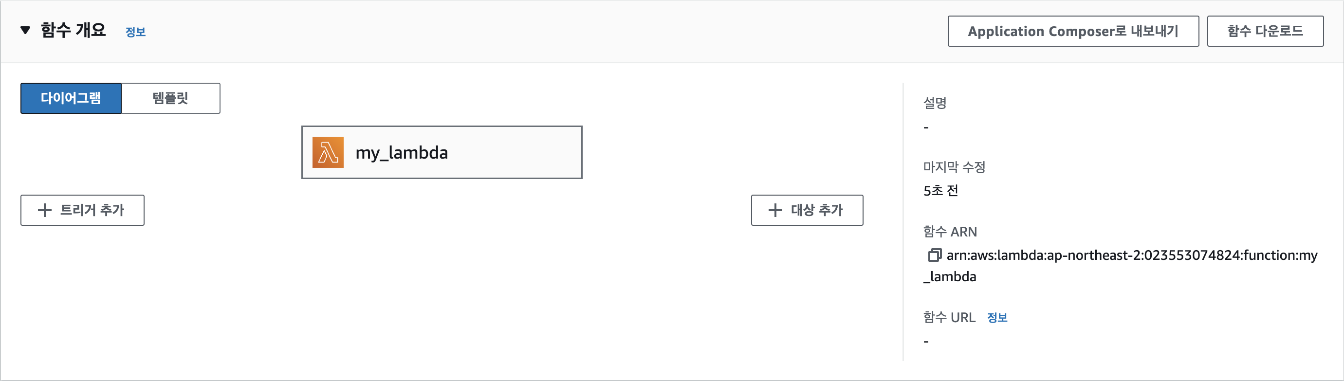 함수 개요 정보
Application Composer로 내보내기
함수 다운로드
다이어그램
템플릿
my_lambda
트리거 추가
대상 추가
설명
-
마지막 수정
5초 전
함수 ARN
arn:aws:lambda:ap-northeast-2:023553074824:function:my
_lambda
함수 URL 정보
-